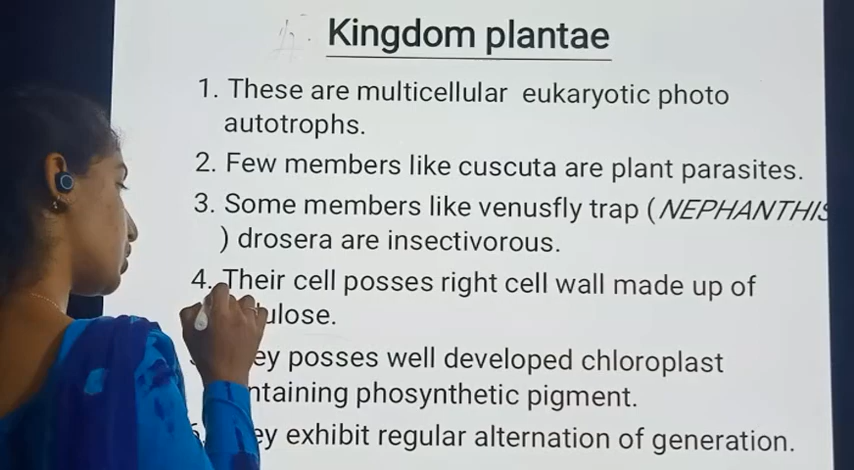 Kingdom plantae
1. These are multicellular eukaryotic photo
autotrophs.
2. Few members like cuscuta are plant parasites.
3. Some members like venusfly trap (NEPHANTHIS
) drosera are insectivorous.
4. Their cell posses right cell wall made up of
ulose.
ey posses well developed chloroplast
ntaining phosynthetic pigment.
ey exhibit regular alternation of generation.